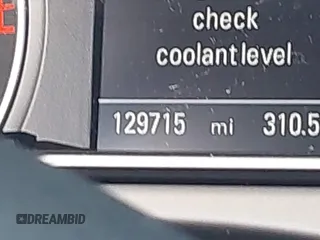 check
coolant level
129715 mi 310.5
DREAMBID